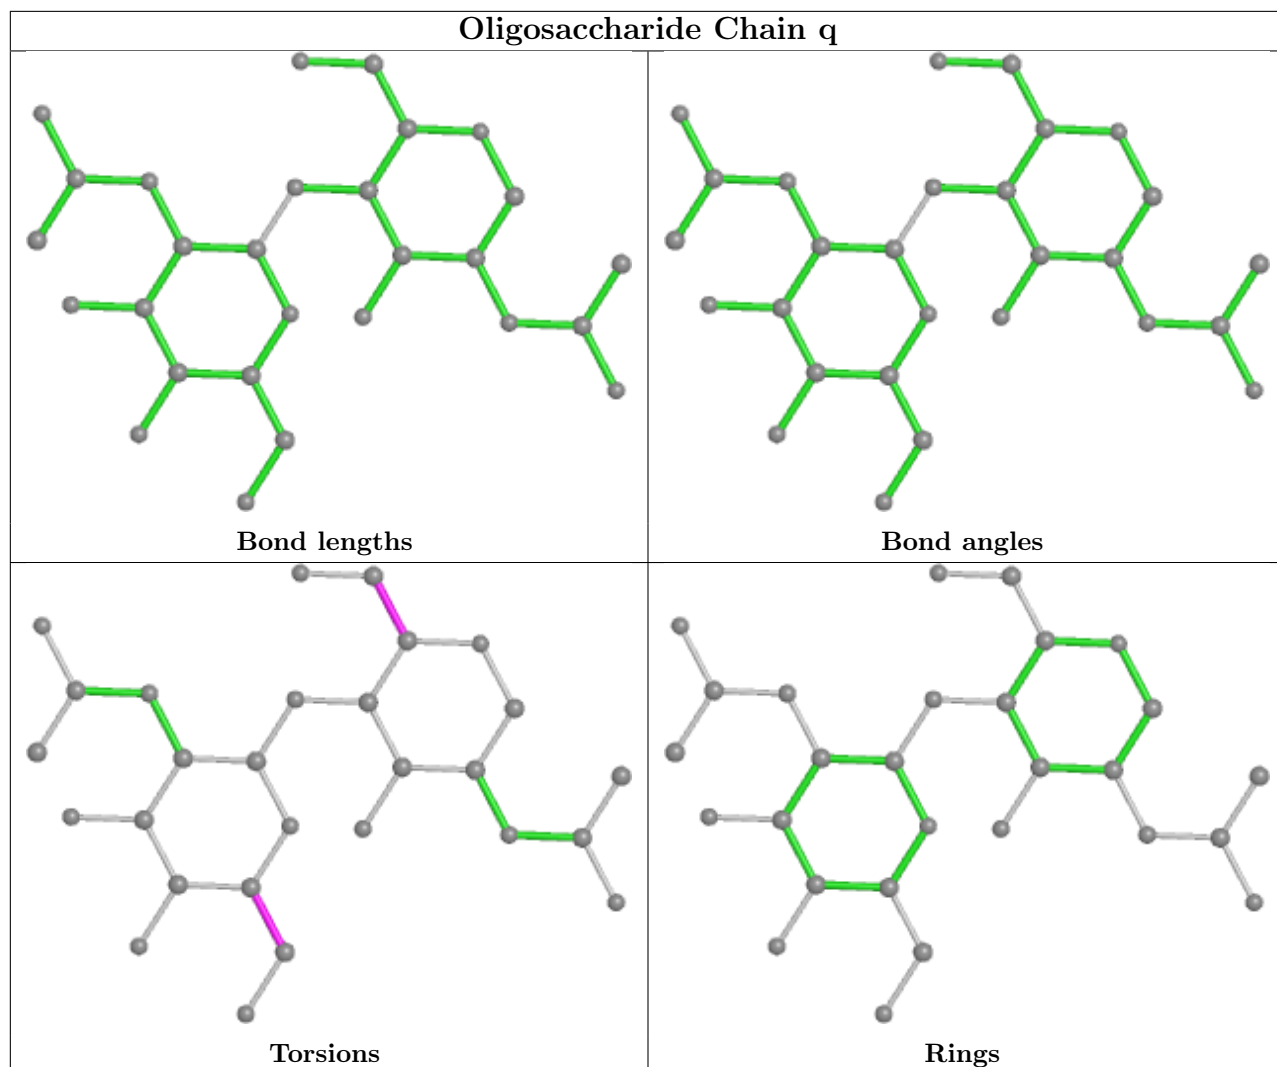 Oligosaccharide Chain q
Bond lengths
Bond angles
Torsions
Rings